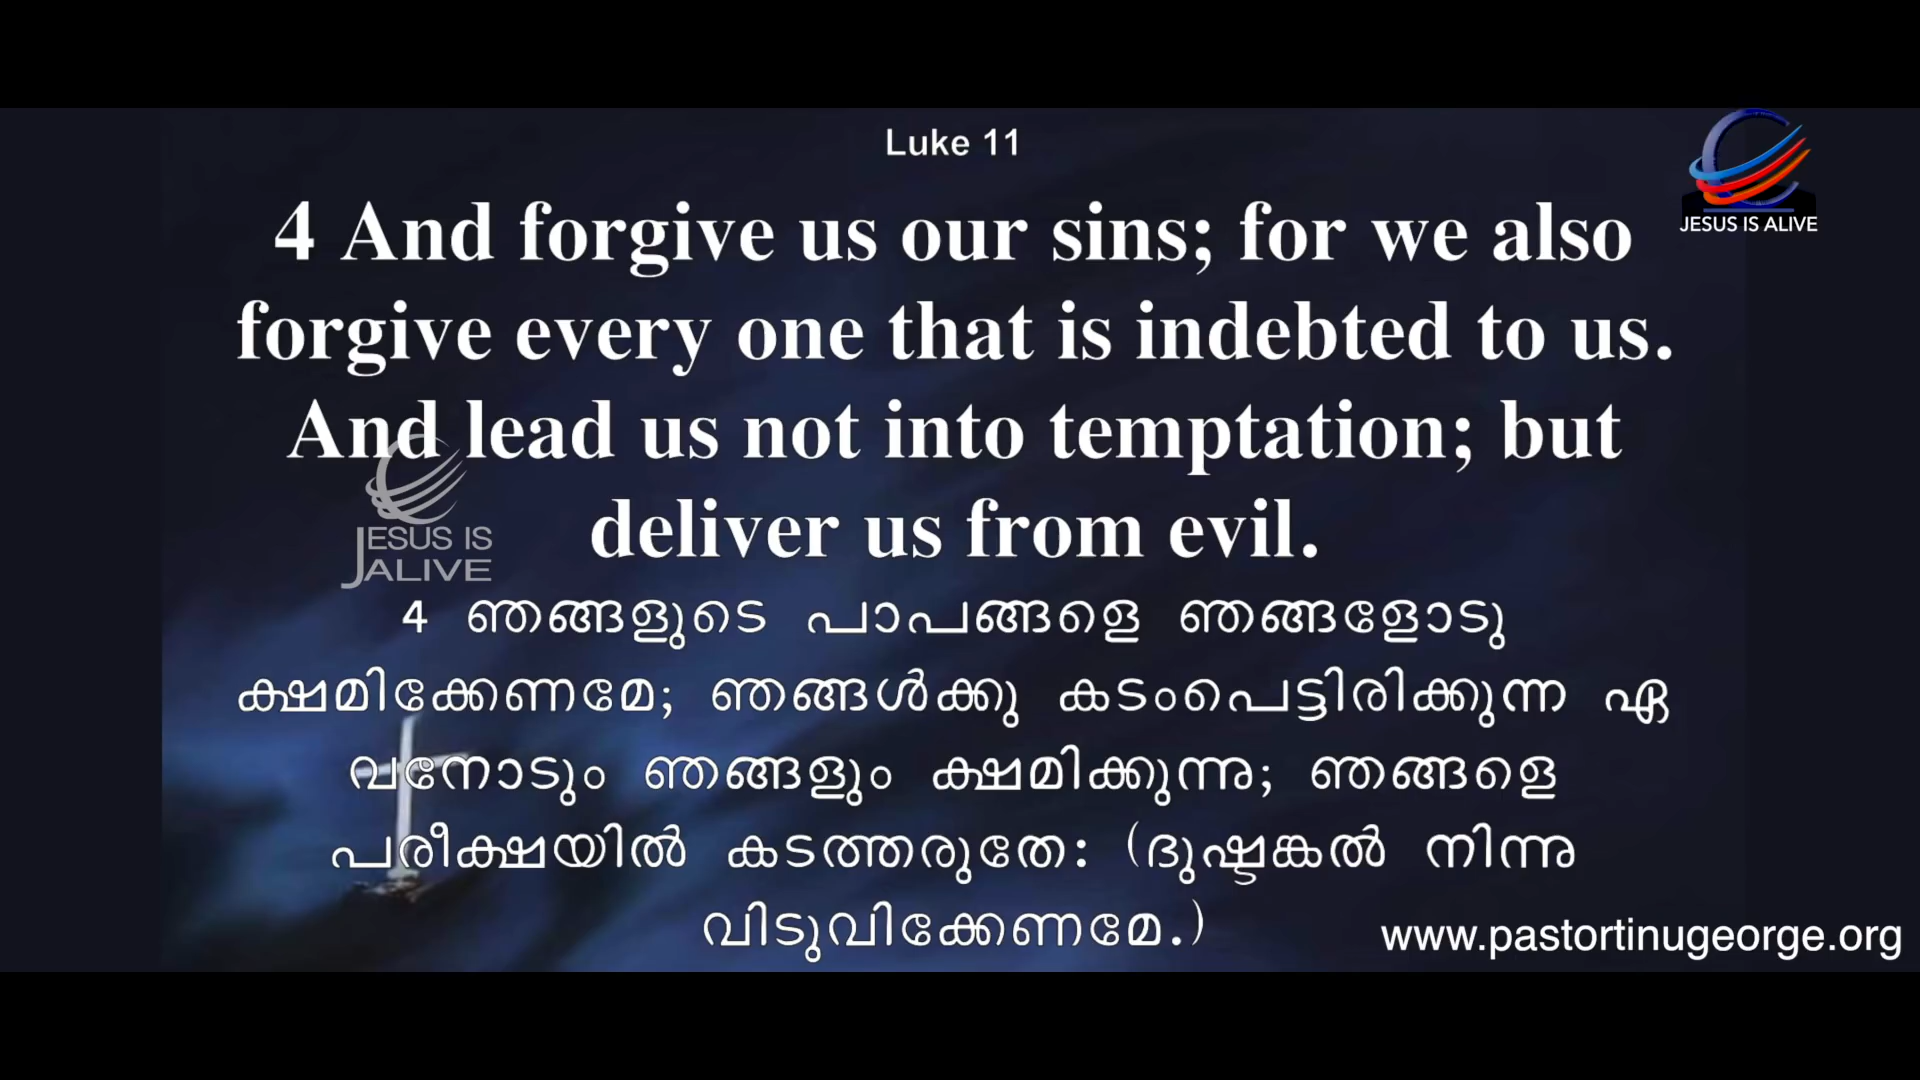 Luke 11
JESUS IS ALIVE
4 And forgive us our sins; for we also
forgive every one that is indebted to us.
And lead us not into temptation; but
deliver us from evil.
JESUS IS
ALIVE
4 ഞങ്ങളുടെ പാപങ്ങളെ ഞങ്ങളോടു
ക്ഷമിക്കേണമേ; ഞങ്ങൾക്കു കടംപെട്ടിരിക്കുന്ന ഏ
വനോടും ഞങ്ങളും ക്ഷമിക്കുന്നു; ഞങ്ങളെ
പരീക്ഷയിൽ കടത്തരുതേ: (ദുഷ്ടങ്കൽ നിന്നു
വിടുവിക്കേണമേ.)
www.pastortinugeorge.org